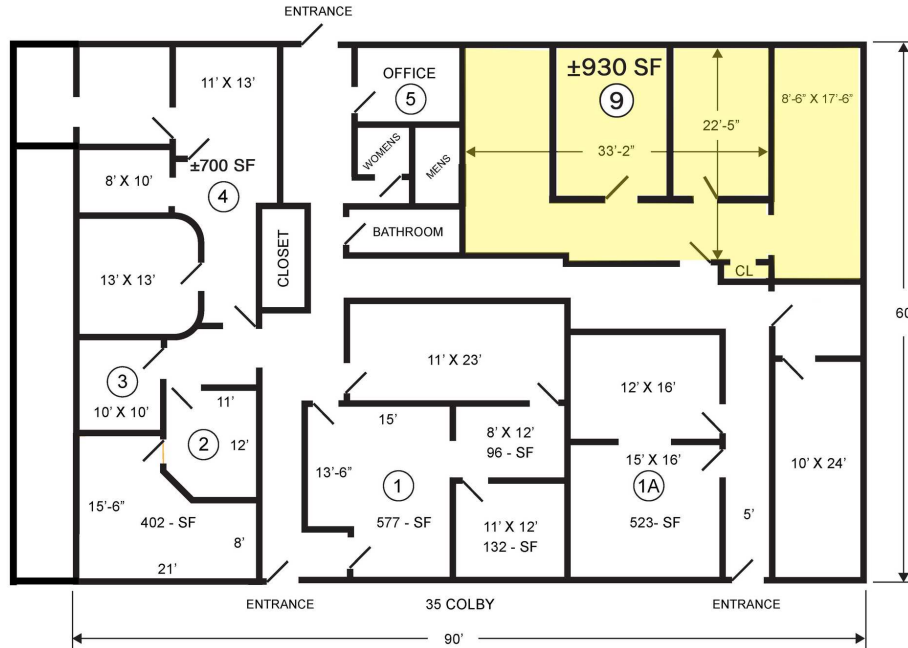 ENTRANCE
11' X 13'
OFFICE
5
±930 SF
9
8'-6" X 17'-6"
22'-5"
33'-2"
WOMENS
MENS
8' X 10'
±700 SF
4
BATHROOM
CLOSET
13' X 13'
CL
60
11' X 23'
3
10' X 10'
11'
12' X 16'
15'
8' X 12'
96 - SF
2
12'
13'-6"
15' X 16'
10' X 24'
1
1A
15'-6"
402 - SF
577 - SF
11' X 12'
132 - SF
523- SF
5'
8'
21'
ENTRANCE
35 COLBY
ENTRANCE
90'